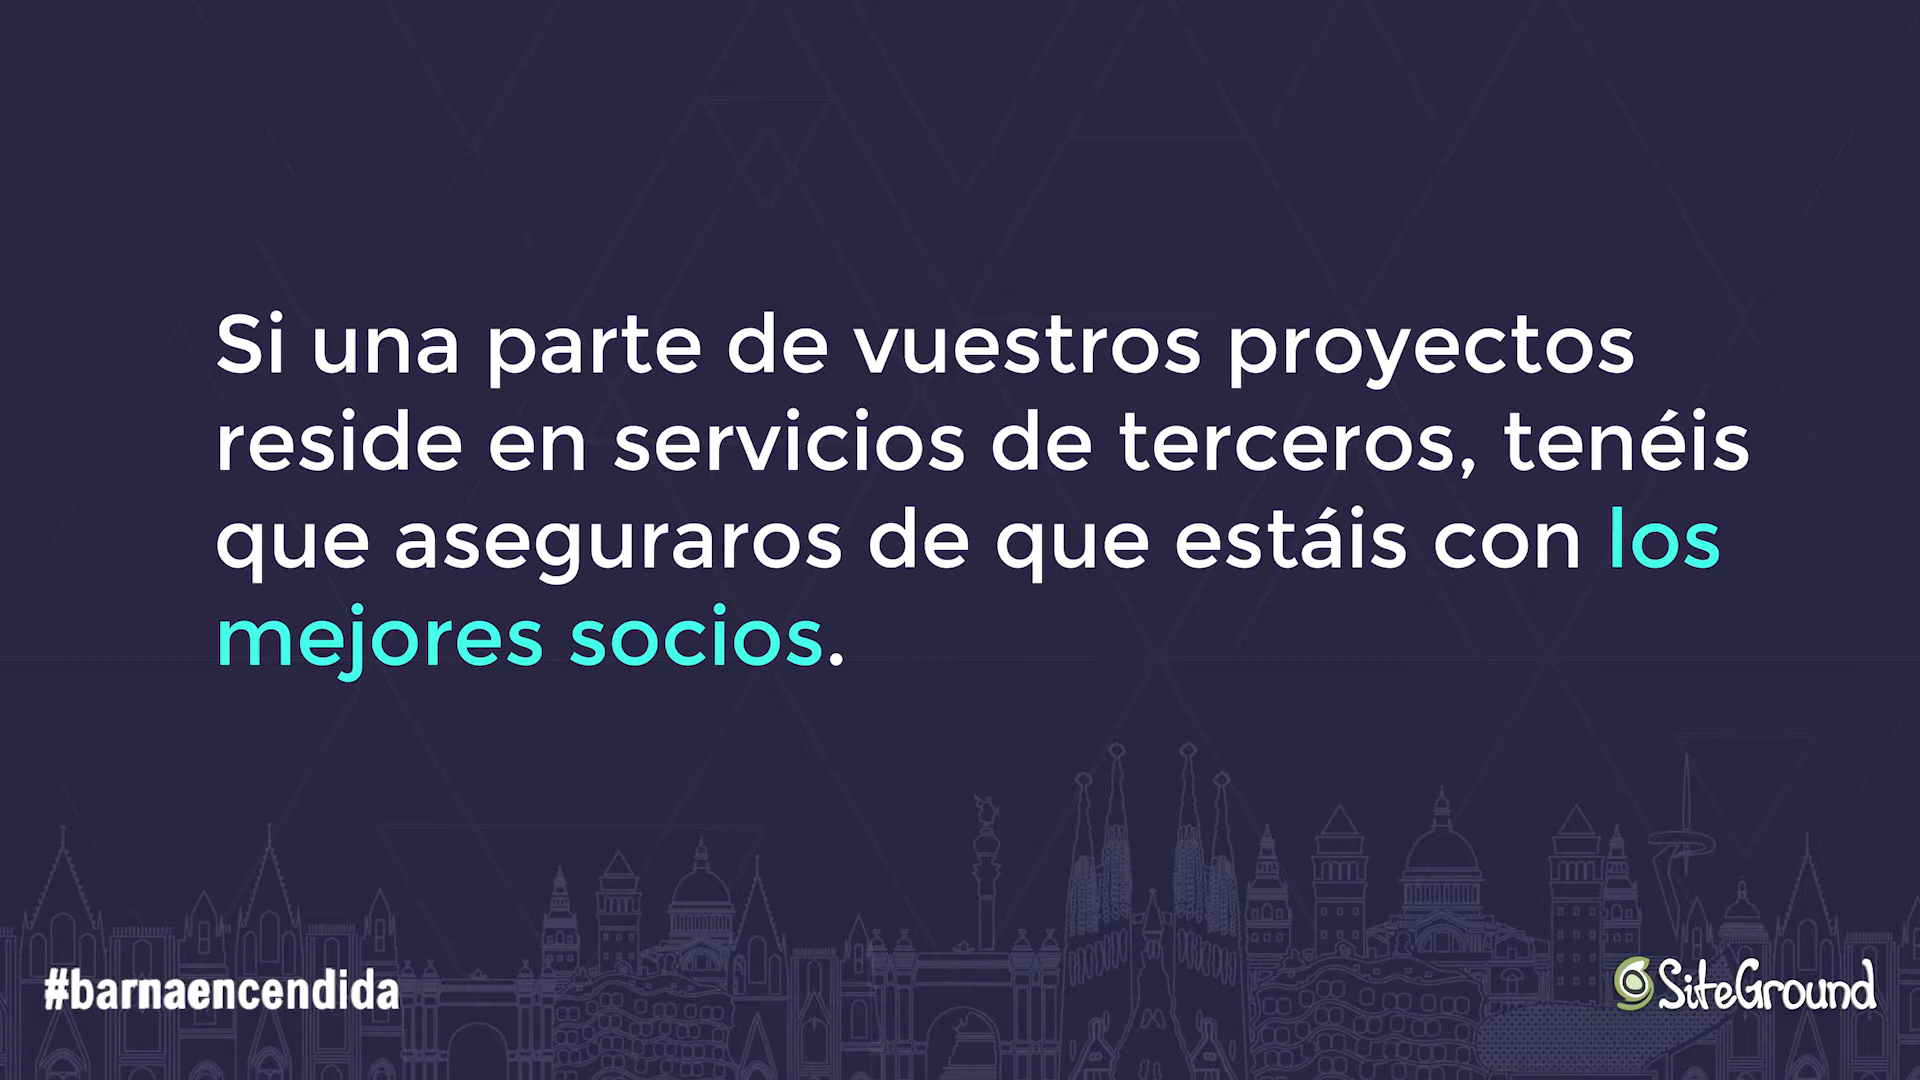 Si una parte de vuestros proyectos
reside en servicios de terceros, tenéis
que aseguraros de que estáis con los
mejores socios.
#barnaencendida
SiteGround